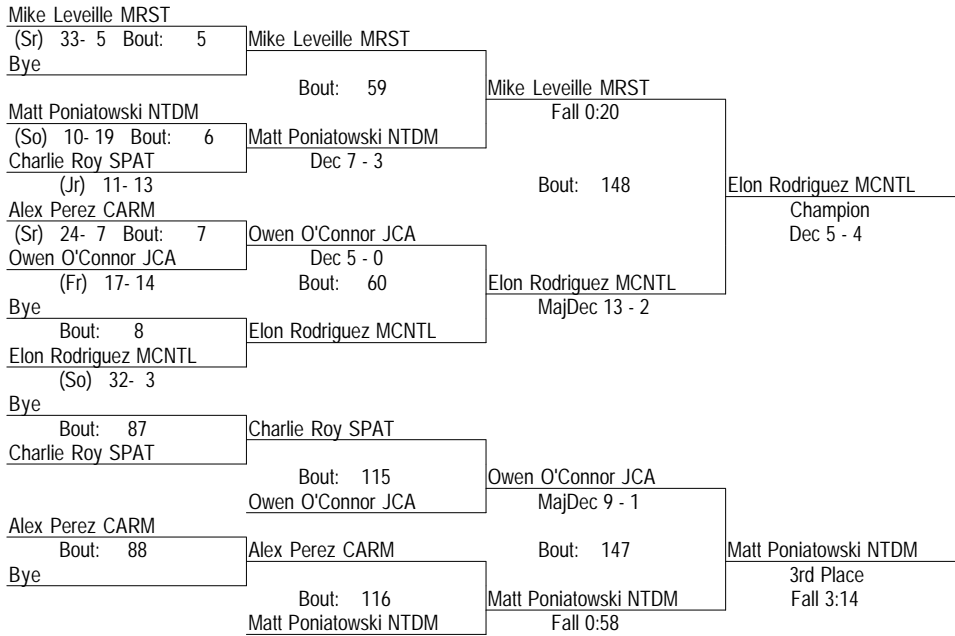 Mike Leveille MRST
(Sr) 33- 5 Bout: 5
Mike Leveille MRST
Bye
Bout: 59
Mike Leveille MRST
Matt Poniatowski NTDM
Fall 0:20
(So) 10- 19 Bout: 6
Matt Poniatowski NTDM
Charlie Roy SPAT
Dec 7 - 3
(Jr) 11- 13
Bout: 148
Elon Rodriguez MCNTL
Alex Perez CARM
Champion
(Sr) 24- 7 Bout: 7
Owen O'Connor JCA
Dec 5 - 4
Owen O'Connor JCA
Dec 5 - 0
(Fr) 17- 14
Bout: 60
Elon Rodriguez MCNTL
Bye
MajDec 13 - 2
Bout: 8
Elon Rodriguez MCNTL
Elon Rodriguez MCNTL
(So) 32- 3
Bye
Bout: 87
Charlie Roy SPAT
Charlie Roy SPAT
Bout: 115
Owen O'Connor JCA
Owen O'Connor JCA
MajDec 9 - 1
Alex Perez CARM
Bout: 88
Alex Perez CARM
Bout: 147
Matt Poniatowski NTDM
Bye
3rd Place
Bout: 116
Matt Poniatowski NTDM
Fall 3:14
Matt Poniatowski NTDM
Fall 0:58